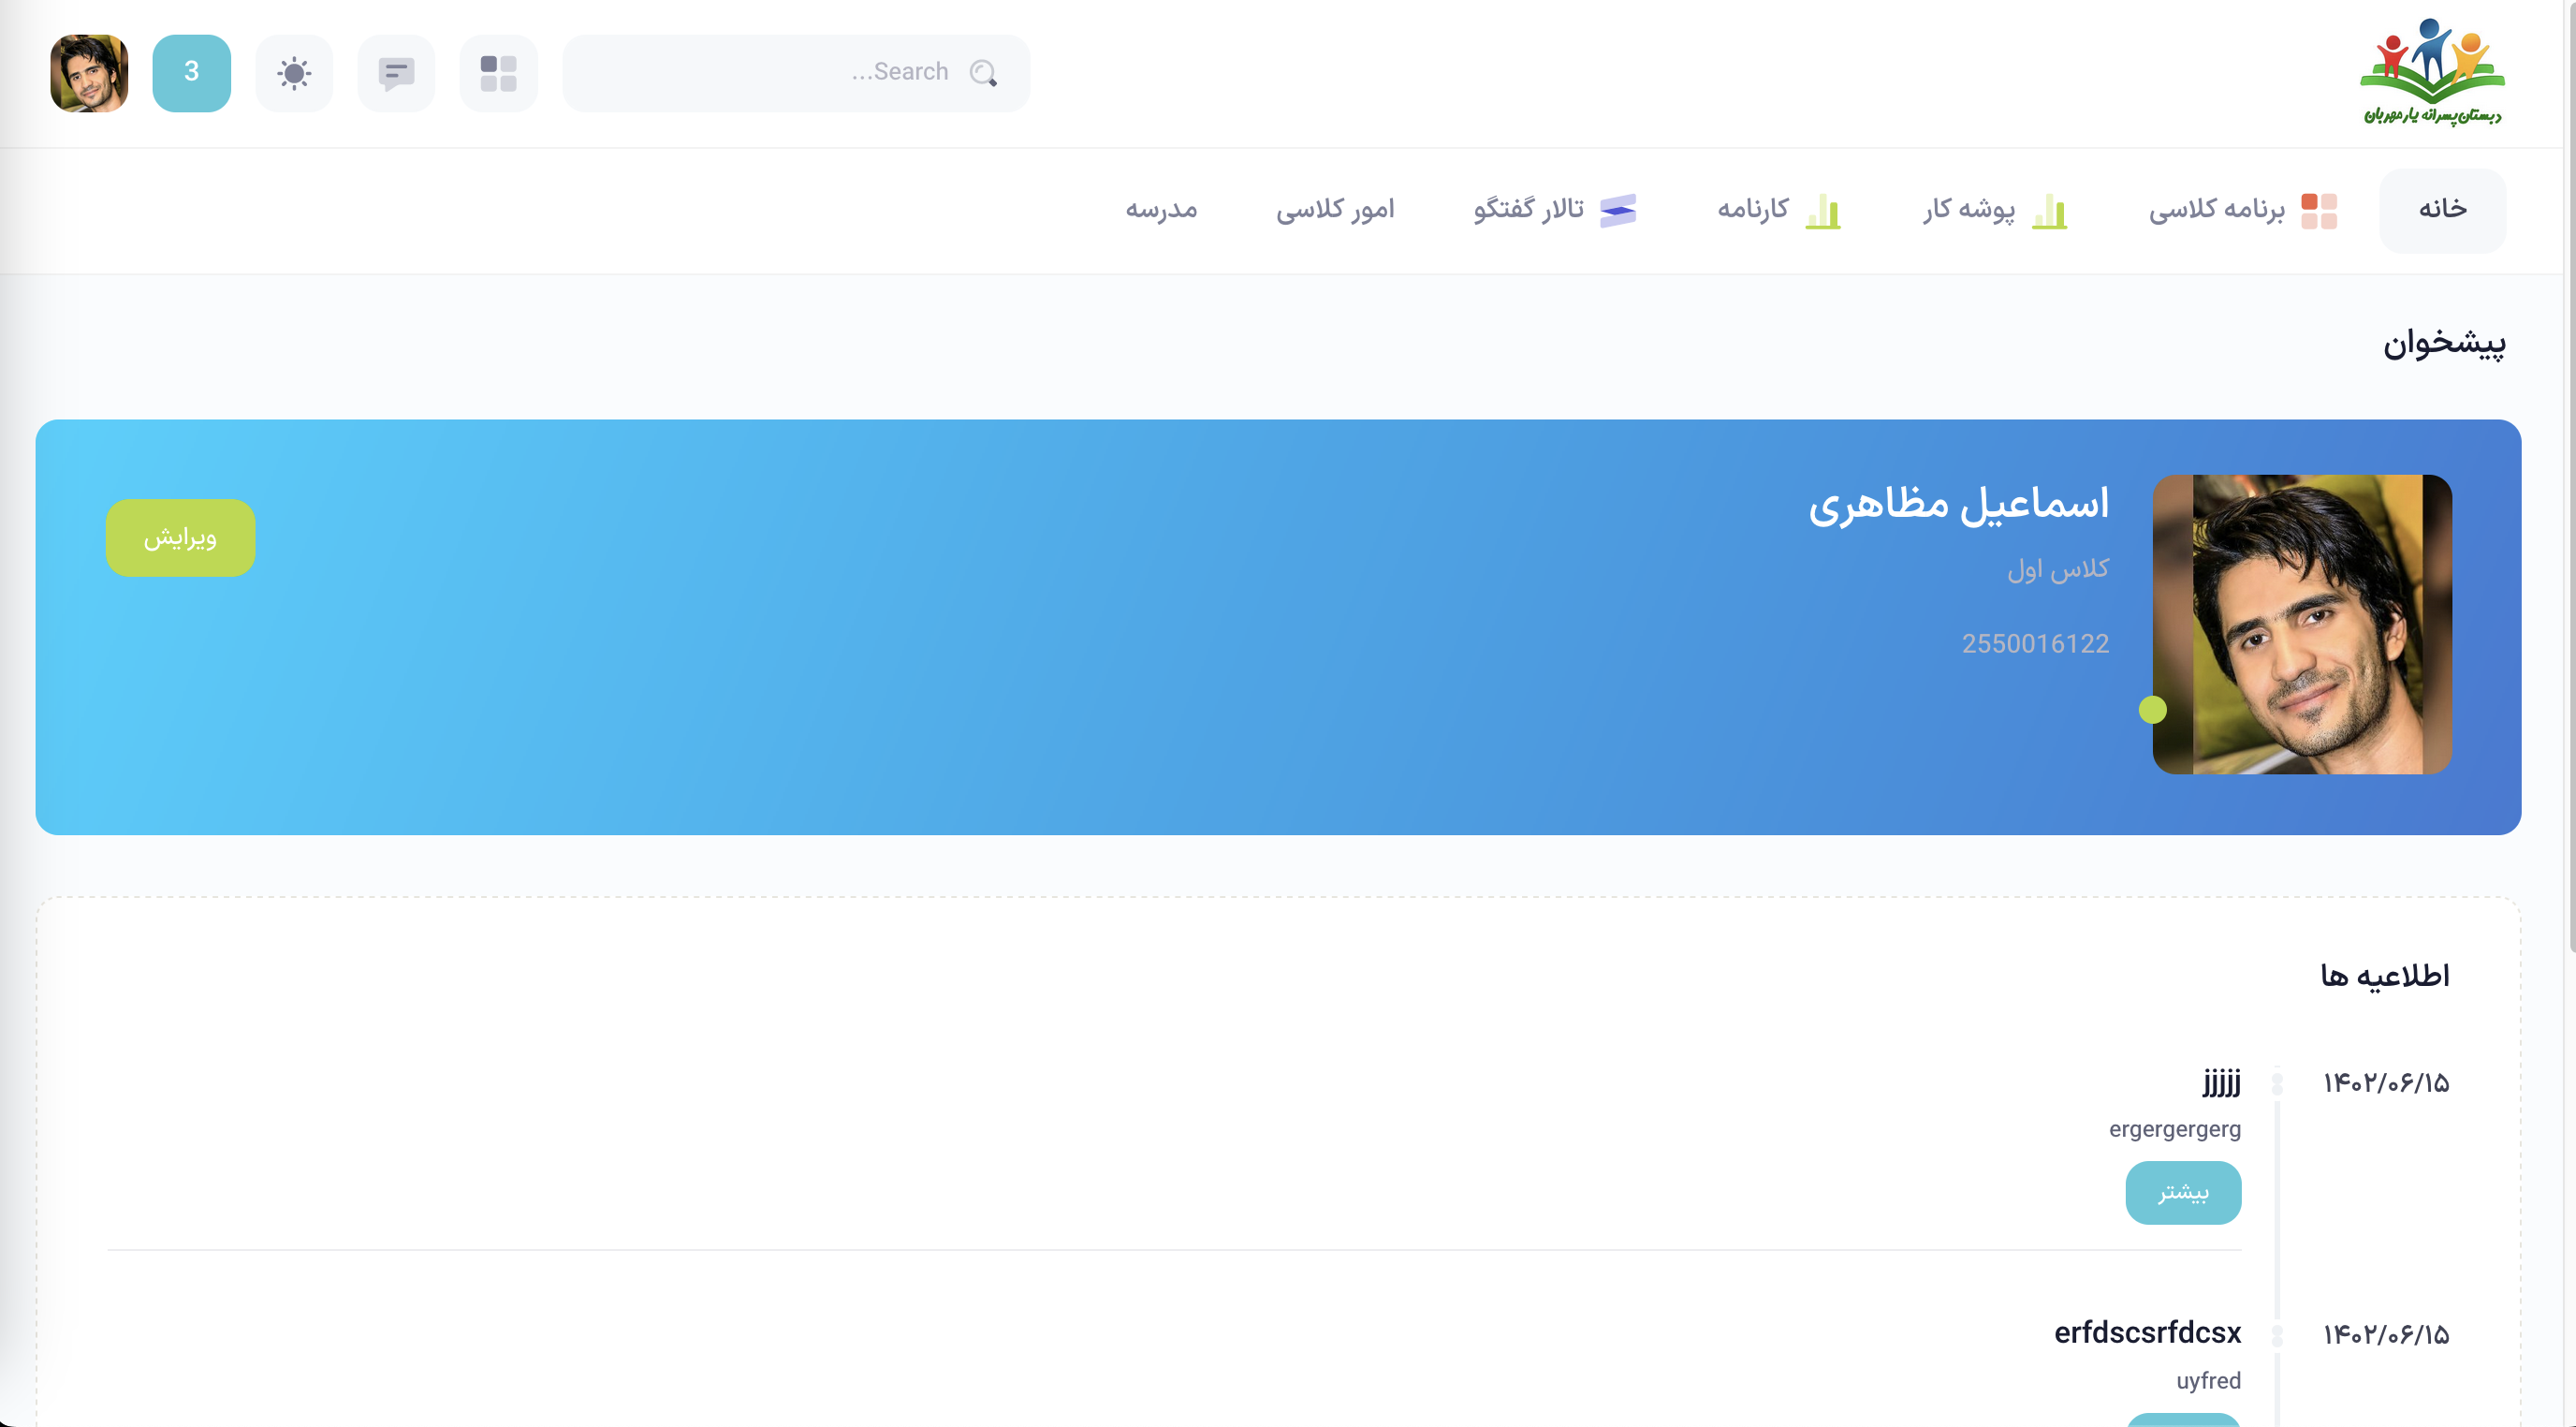 دبستان پسرانه یار مهربان
Search...
3
خانه
برنامه کلاسی
پوشه کار
کارنامه
تالار گفتگو
امور کلاسی
مدرسه
پیشخوان
اسماعیل مظاهری
کلاس اول
2550016122
ویرایش
اطلاعیه ها
۱۴۰۲/۰۶/۱۵
jjjjjj
ergergergerg
بیشتر
۱۴۰۲/۰۶/۱۵
erfdscsrfdcsx
uyfred